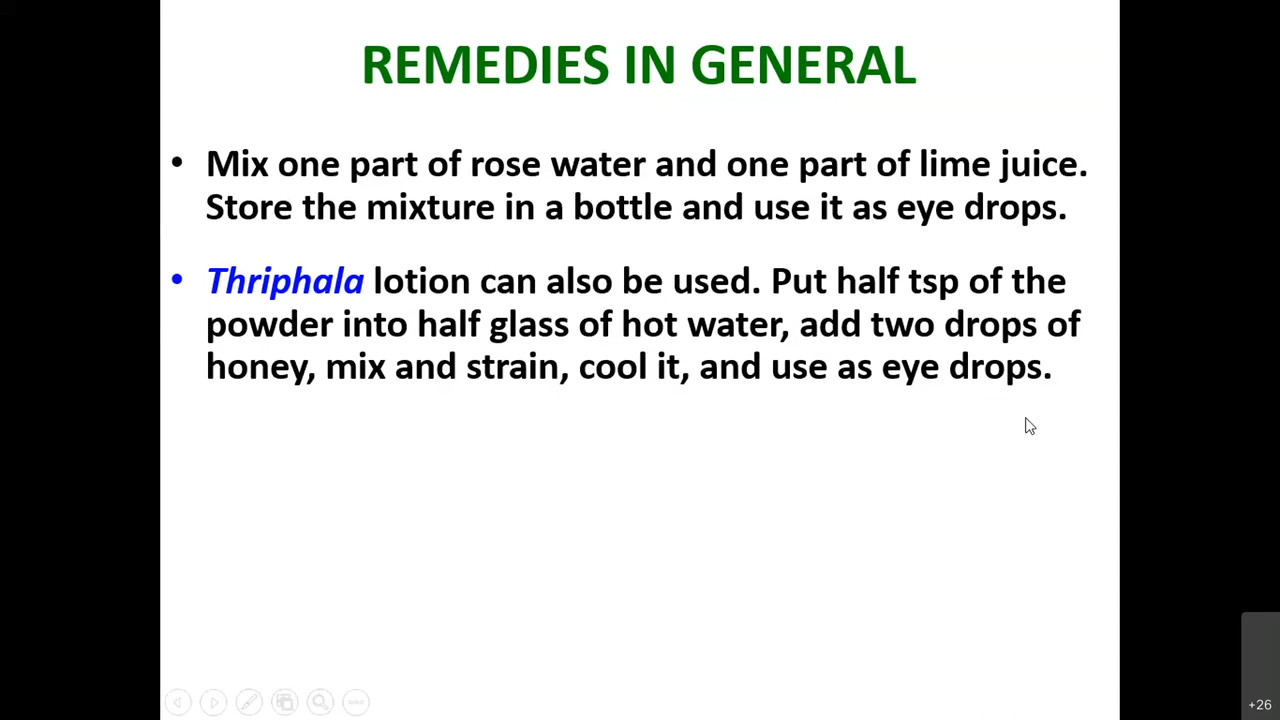 REMEDIES IN GENERAL
• Mix one part of rose water and one part of lime juice.
Store the mixture in a bottle and use it as eye drops.
• Thriphala lotion can also be used. Put half tsp of the
powder into half glass of hot water, add two drops of
honey, mix and strain, cool it, and use as eye drops.
+26